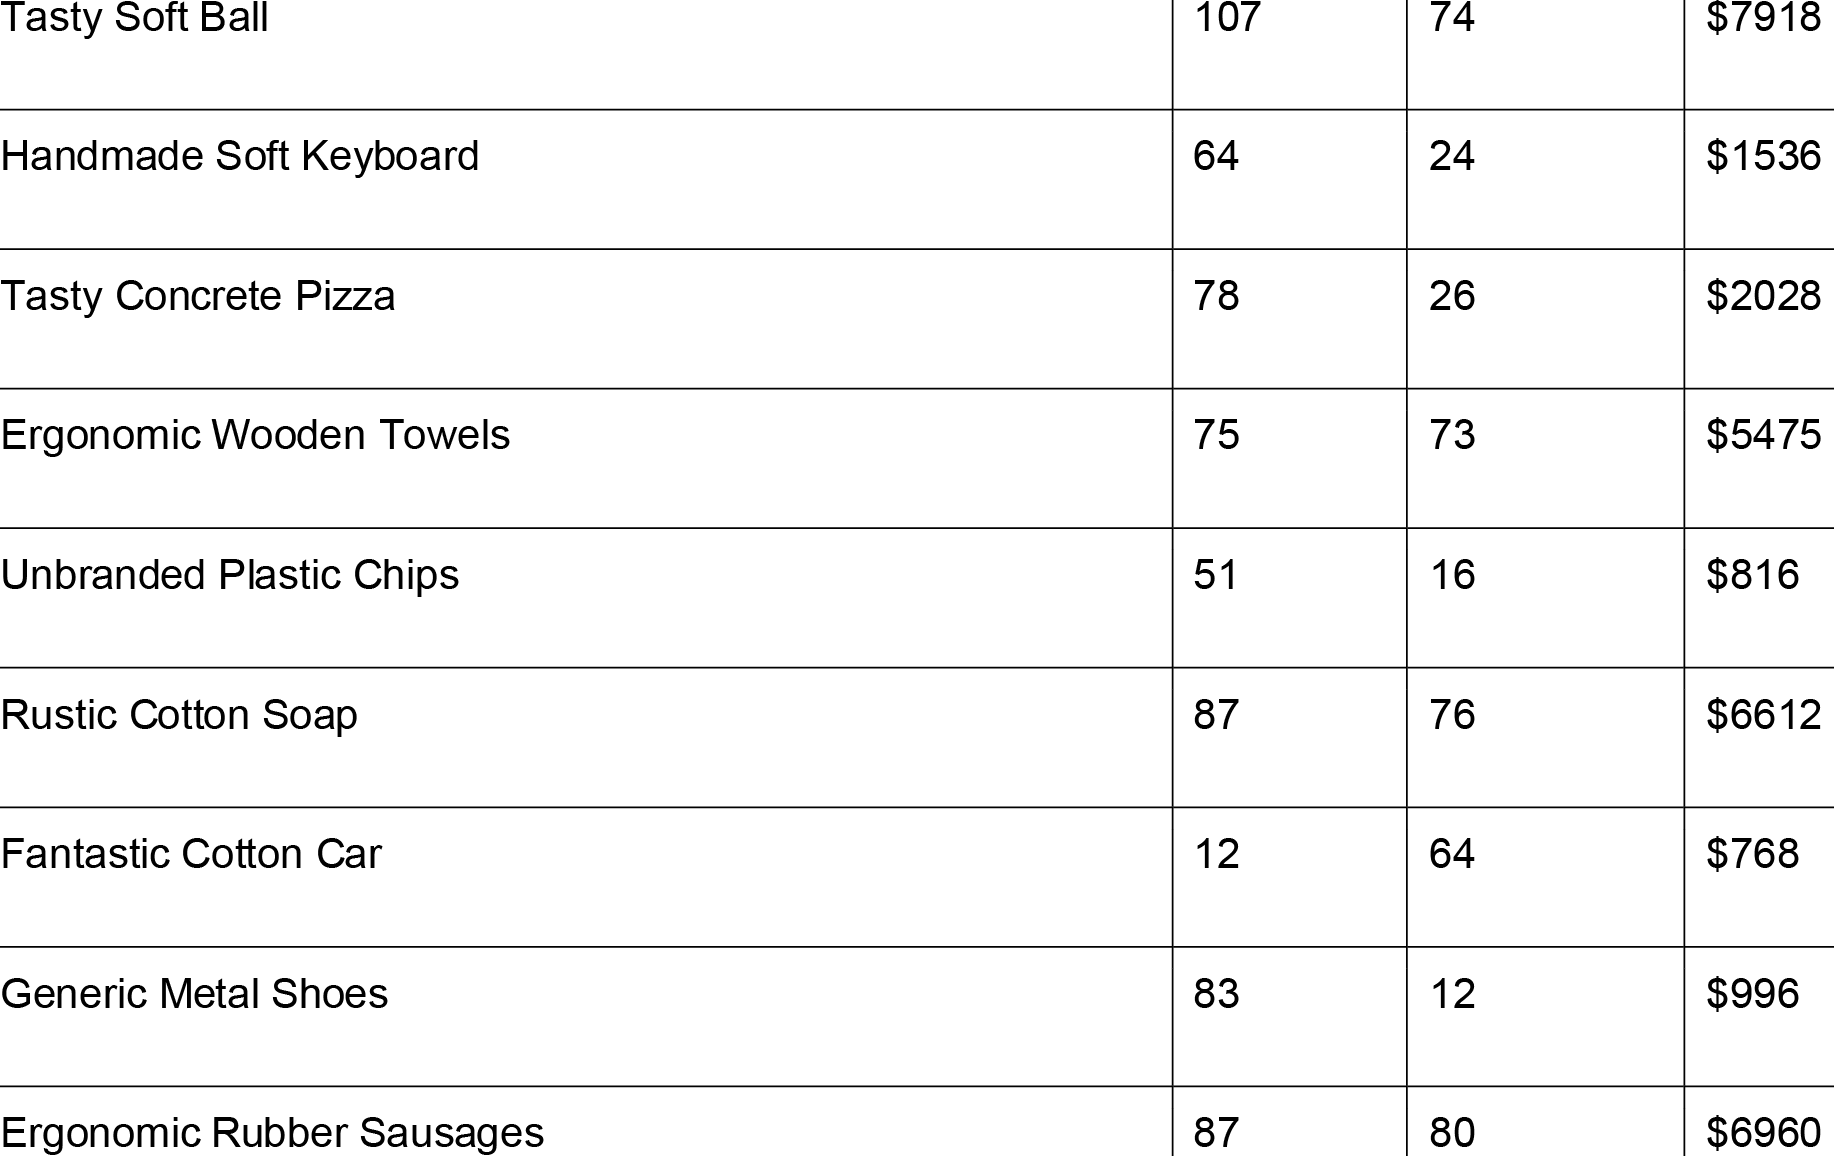 Tasty Soft Ball 107 74 $7918
Handmade Soft Keyboard 64 24 $1536
Tasty Concrete Pizza 78 26 $2028
Ergonomic Wooden Towels 75 73 $5475
Unbranded Plastic Chips 51 16 $816
Rustic Cotton Soap 87 76 $6612
Fantastic Cotton Car 12 64 $768
Generic Metal Shoes 83 12 $996
Ergonomic Rubber Sausages 87 80 $6960